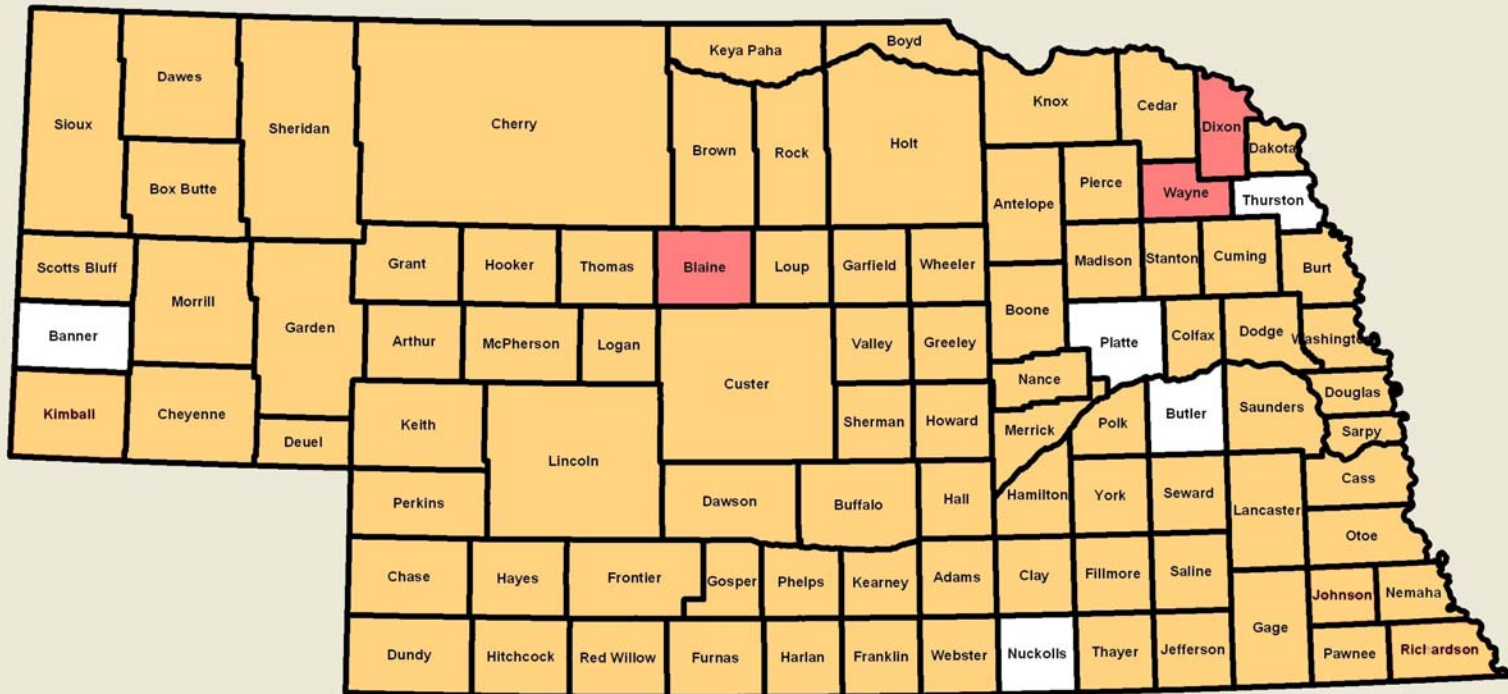 Keya Paha
Boyd
Dawes
Sioux
Sheridan
Cherry
Knox
Cedar
Dixon
Brown
Rock
Holt
Dakota
Box Butte
Antelope
Pierce
Wayne
Thurston
Scotts Bluff
Morrill
Garden
Grant
Hooker
Thomas
Blaine
Loup
Garfield
Wheeler
Madison
Stanton
Cuming
Burt
Banner
Arthur
McPherson
Logan
Custer
Valley
Greeley
Boone
Platte
Colfax
Dodge
Washington
Kimball
Cheyenne
Deuel
Keith
Lincoln
Sherman
Howard
Nance
Merrick
Polk
Butler
Saunders
Douglas
Sarpy
Perkins
Dawson
Buffalo
Hall
Hamilton
York
Seward
Lancaster
Cass
Otoe
Chase
Hayes
Frontier
Gosper
Phelps
Kearney
Adams
Clay
Fillmore
Saline
Johnson
Nemaha
Dundy
Hitchcock
Red Willow
Furnas
Harlan
Franklin
Webster
Nuckolls
Thayer
Jefferson
Gage
Pawnee
Richardson